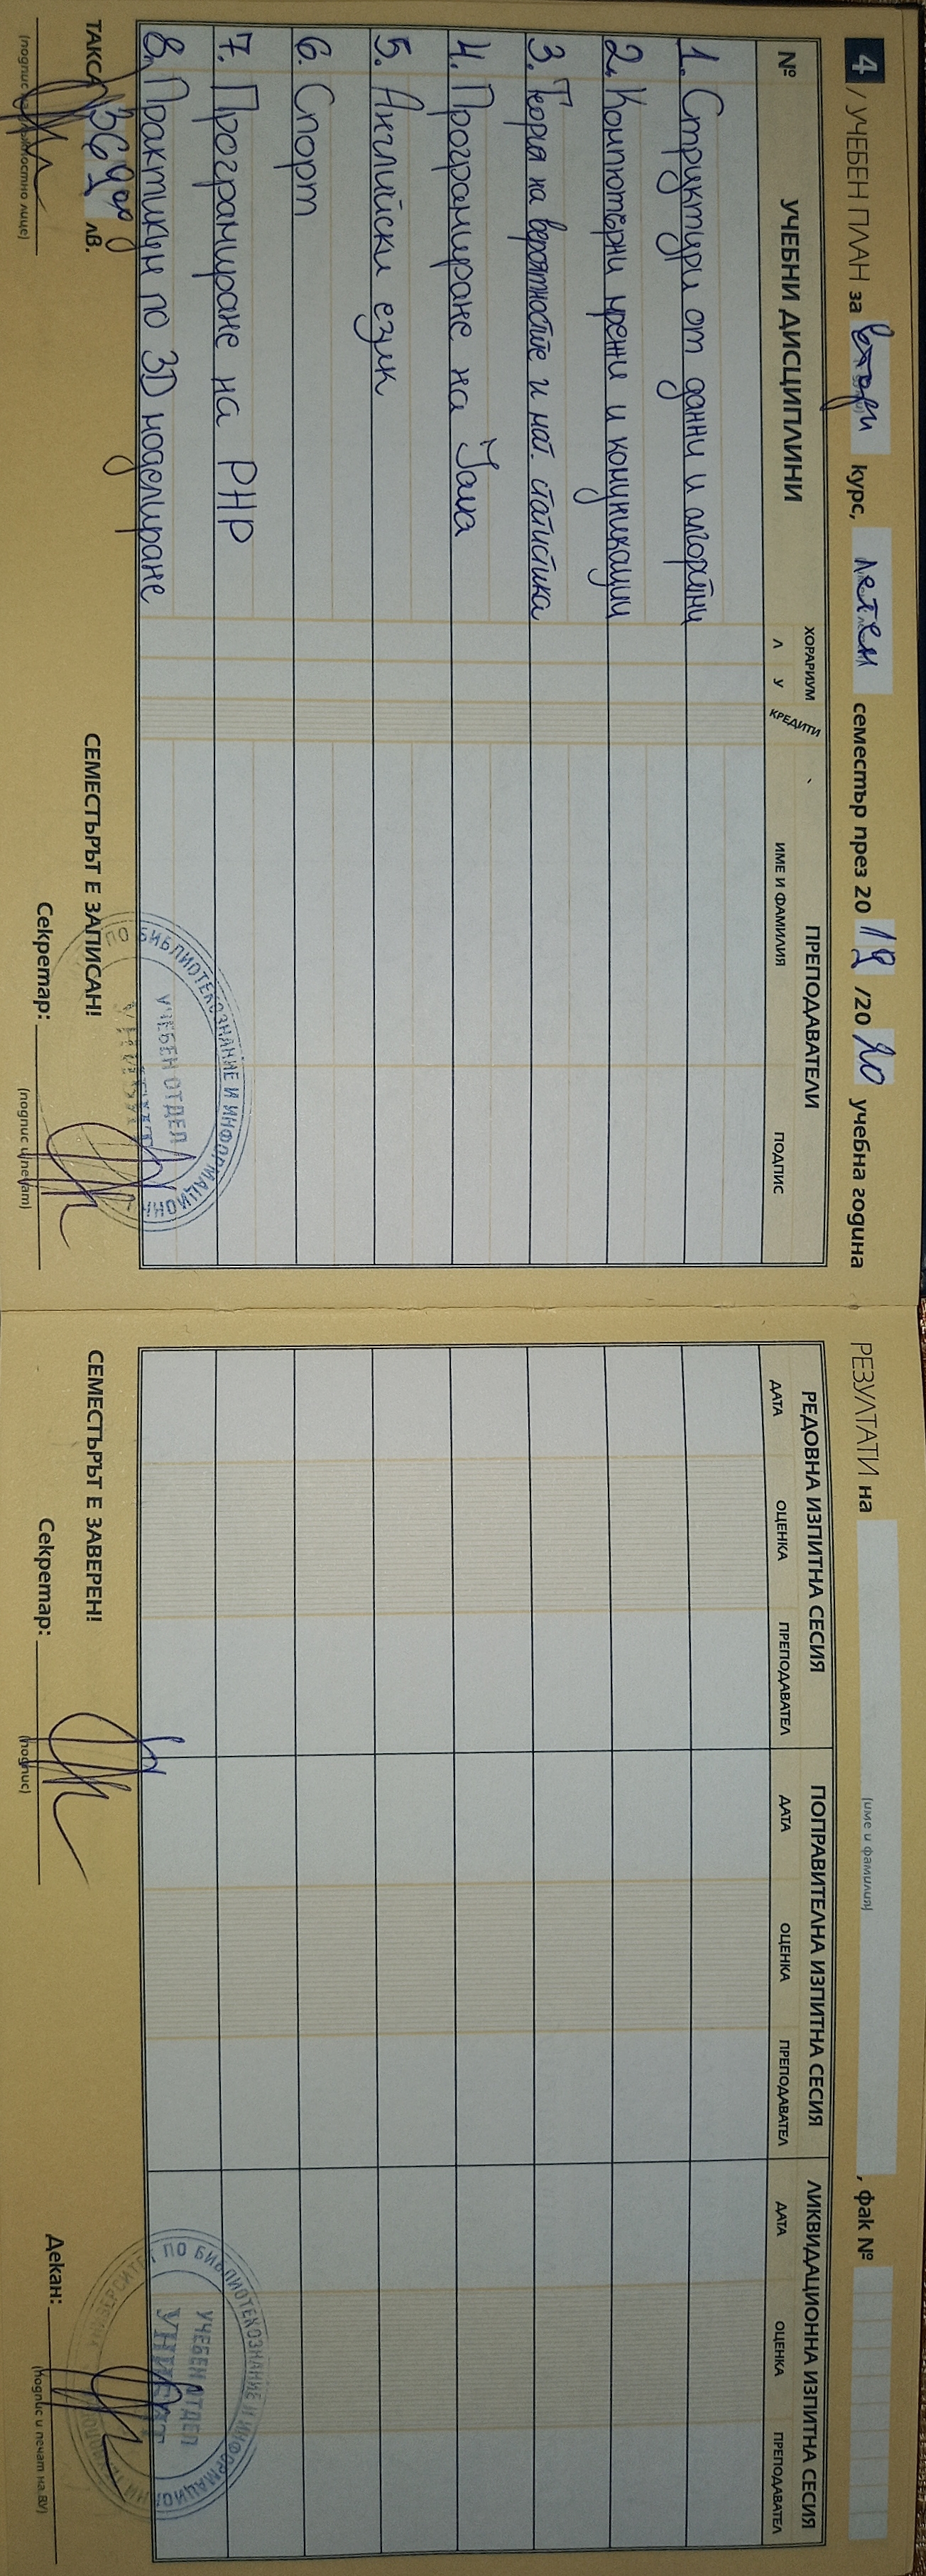 4 / УЧЕБЕН ПЛАН за втори курс, летен семестър през 20 19 /20 20 учебна година
№ УЧЕБНИ ДИСЦИПЛИНИ ХОРАРИУМ Л У КРЕДИТИ ПРЕПОДАВАТЕЛИ
ИМЕ И ФАМИЛИЯ ПОДПИС
1. Структури от данни и алгоритми
2. Компютърни мрежи и комуникации
3. Теория на вероятностите и мат. статистика
4. Програмиране на Java
5. Английски език
6. Спорт
7. Програмиране на PHP
8. Практикум по 3D моделиране
ТАКСА 369⁰⁰ лв.
(подпис на длъжностно лице)
СЕМЕСТЪРЪТ Е ЗАПИСАН!
Секретар:
(подпис и печат)
ПО БИБЛИОТЕКОЗНАНИЕ И ИНФОРМАЦИОННИ
УЧЕБЕН ОТДЕЛ
УНИБИТ
РЕЗУЛТАТИ на (име и фамилия) , фак №
РЕДОВНА ИЗПИТНА СЕСИЯ ПОПРАВИТЕЛНА ИЗПИТНА СЕСИЯ ЛИКВИДАЦИОННА ИЗПИТНА СЕСИЯ
ДАТА ОЦЕНКА ПРЕПОДАВАТЕЛ ДАТА ОЦЕНКА ПРЕПОДАВАТЕЛ ДАТА ОЦЕНКА ПРЕПОДАВАТЕЛ
СЕМЕСТЪРЪТ Е ЗАВЕРЕН!
Секретар:
(подпис)
Декан:
(подпис и печат на ВУ)
УНИВЕРСИТЕТ ПО БИБЛИОТЕКОЗНАНИЕ И ИНФОРМАЦИОННИ
УЧЕБЕН ОТДЕЛ
УНИБИТ